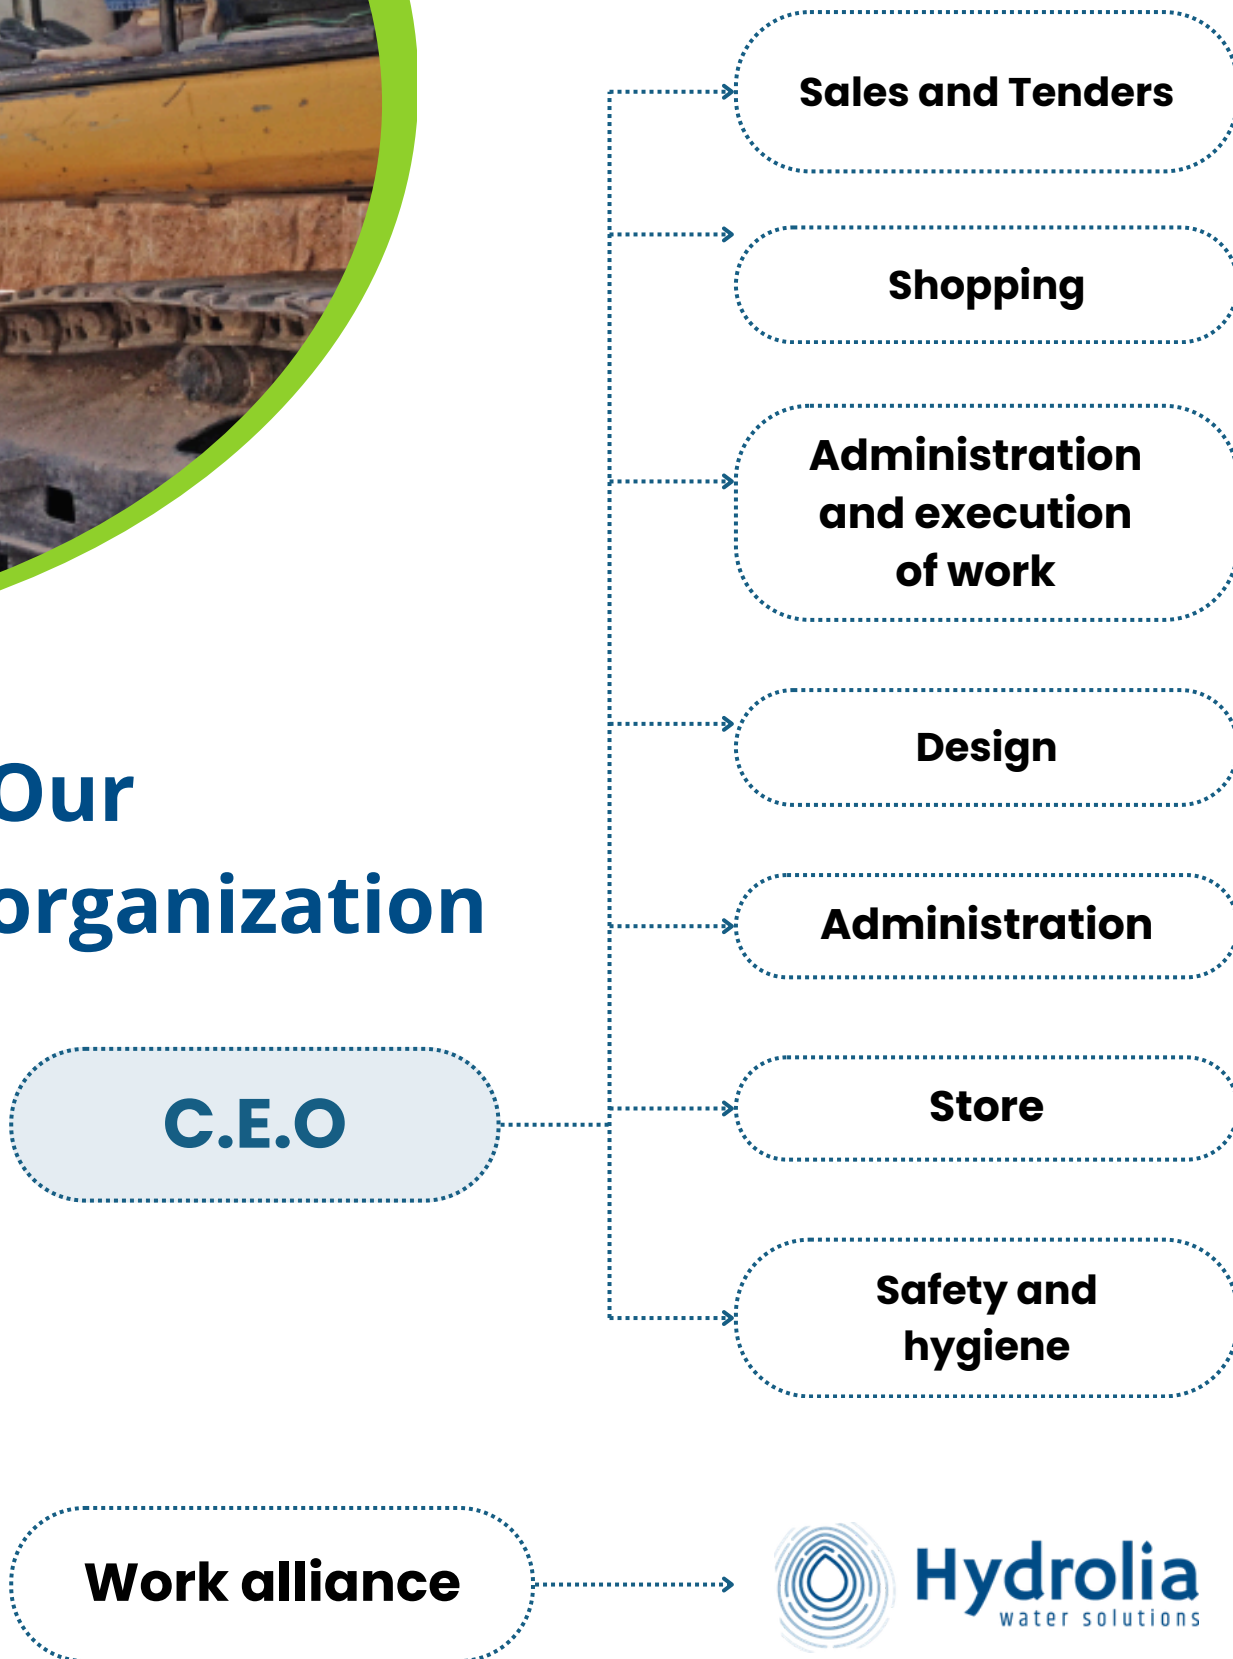 Sales and Tenders
Shopping
Administration
and execution
of work
Design
Our
organization
Administration
C.E.O
Store
Safety and
hygiene
Work alliance
Hydrolia
water solutions